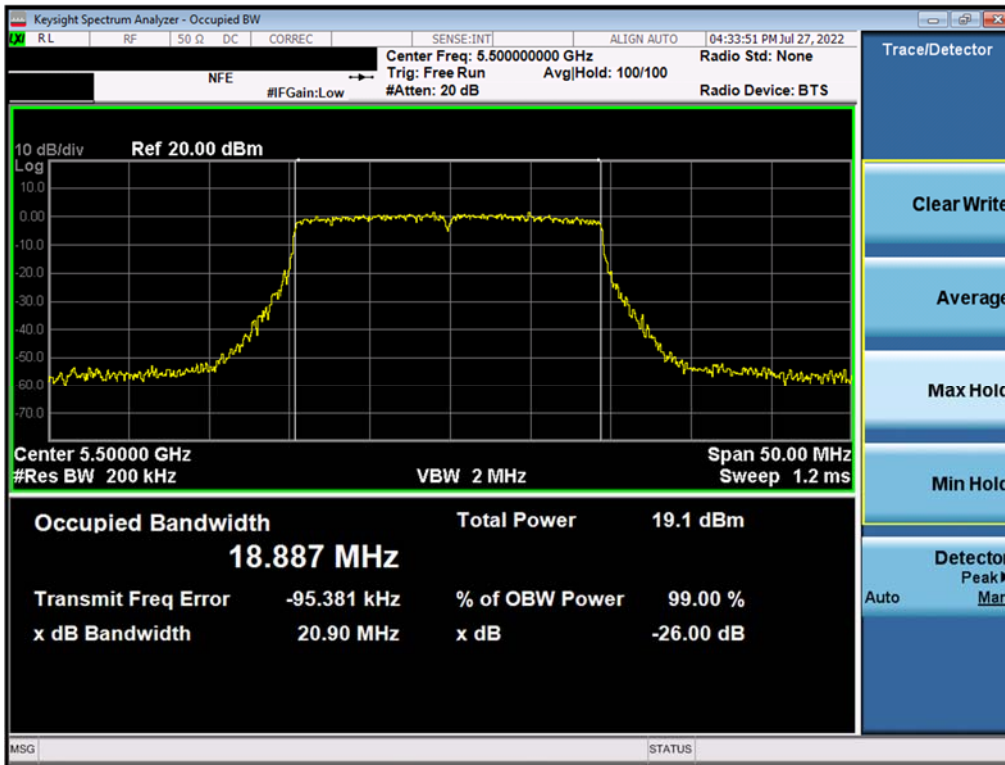 Keysight Spectrum Analyzer - Occupied BW
LXI RL RF 50 Ω DC CORREC SENSE:INT ALIGN AUTO 04:33:51 PM Jul 27, 2022
Center Freq: 5.500000000 GHz Radio Std: None
NFE Trig: Free Run Avg|Hold: 100/100
#IFGain:Low #Atten: 20 dB Radio Device: BTS
Trace/Detector
10 dB/div Ref 20.00 dBm
Log
10.0
0.00
-10.0
-20.0
-30.0
-40.0
-50.0
-60.0
-70.0
Center 5.50000 GHz Span 50.00 MHz
#Res BW 200 kHz VBW 2 MHz Sweep 1.2 ms
Occupied Bandwidth Total Power 19.1 dBm
18.887 MHz
Transmit Freq Error -95.381 kHz % of OBW Power 99.00 %
x dB Bandwidth 20.90 MHz x dB -26.00 dB
Clear Write
Average
Max Hold
Min Hold
Detector
Peak
Auto Man
MSG STATUS